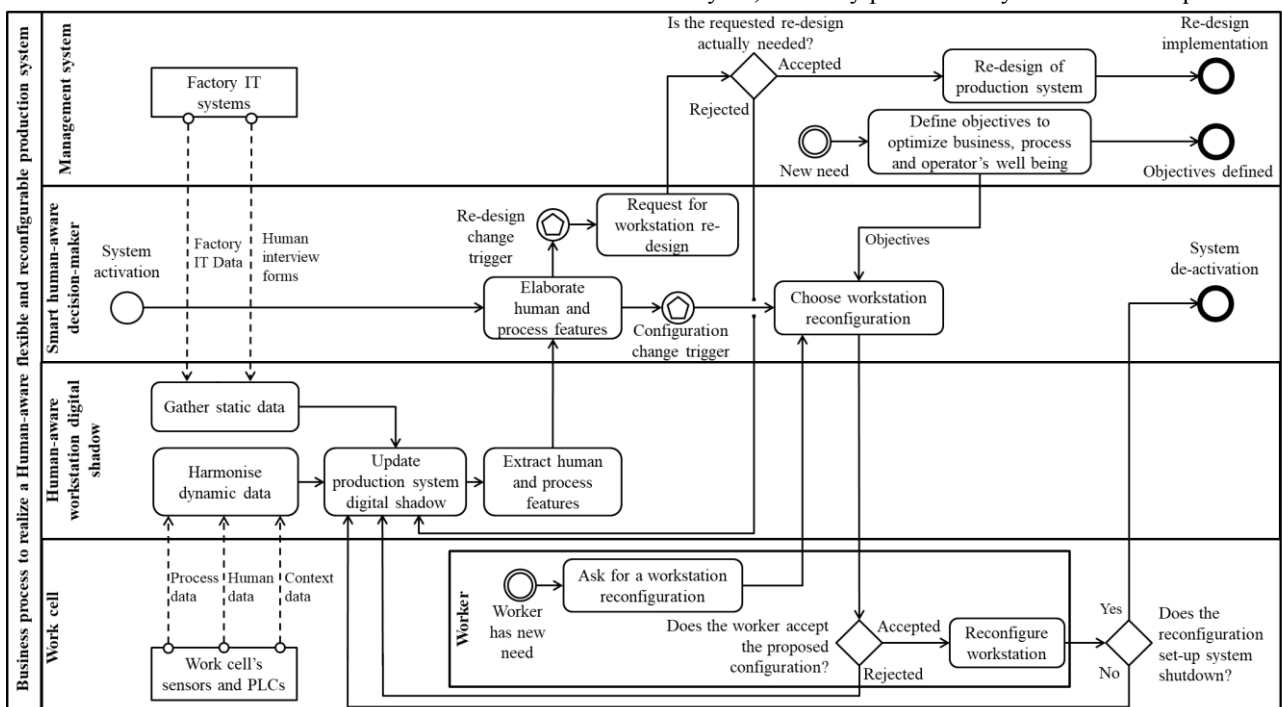 Business process to realize a Human-aware flexible and reconfigurable production system
Management system
Factory IT
systems
Is the requested re-design
actually needed?
Accepted
Rejected
Re-design of
production system
Re-design
implementation
New need
Define objectives to
optimize business, process
and operator's well being
Objectives defined
Smart human-aware
decision-maker
System
activation
Factory
IT Data
Human
interview
forms
Re-design
change
trigger
Request for
workstation re-
design
Elaborate
human and
process features
Configuration
change trigger
Objectives
Choose workstation
reconfiguration
System
de-activation
Human-aware
workstation digital
shadow
Gather static data
Harmonise
dynamic data
Update
production system
digital shadow
Extract human
and process
features
Work cell
Process
data
Human
data
Context
data
Work cell's
sensors and PLCs
Worker
Worker
has new
need
Ask for a workstation
reconfiguration
Does the worker accept
the proposed
configuration?
Accepted
Rejected
Reconfigure
workstation
Yes
No
Does the
reconfiguration
set-up system
shutdown?